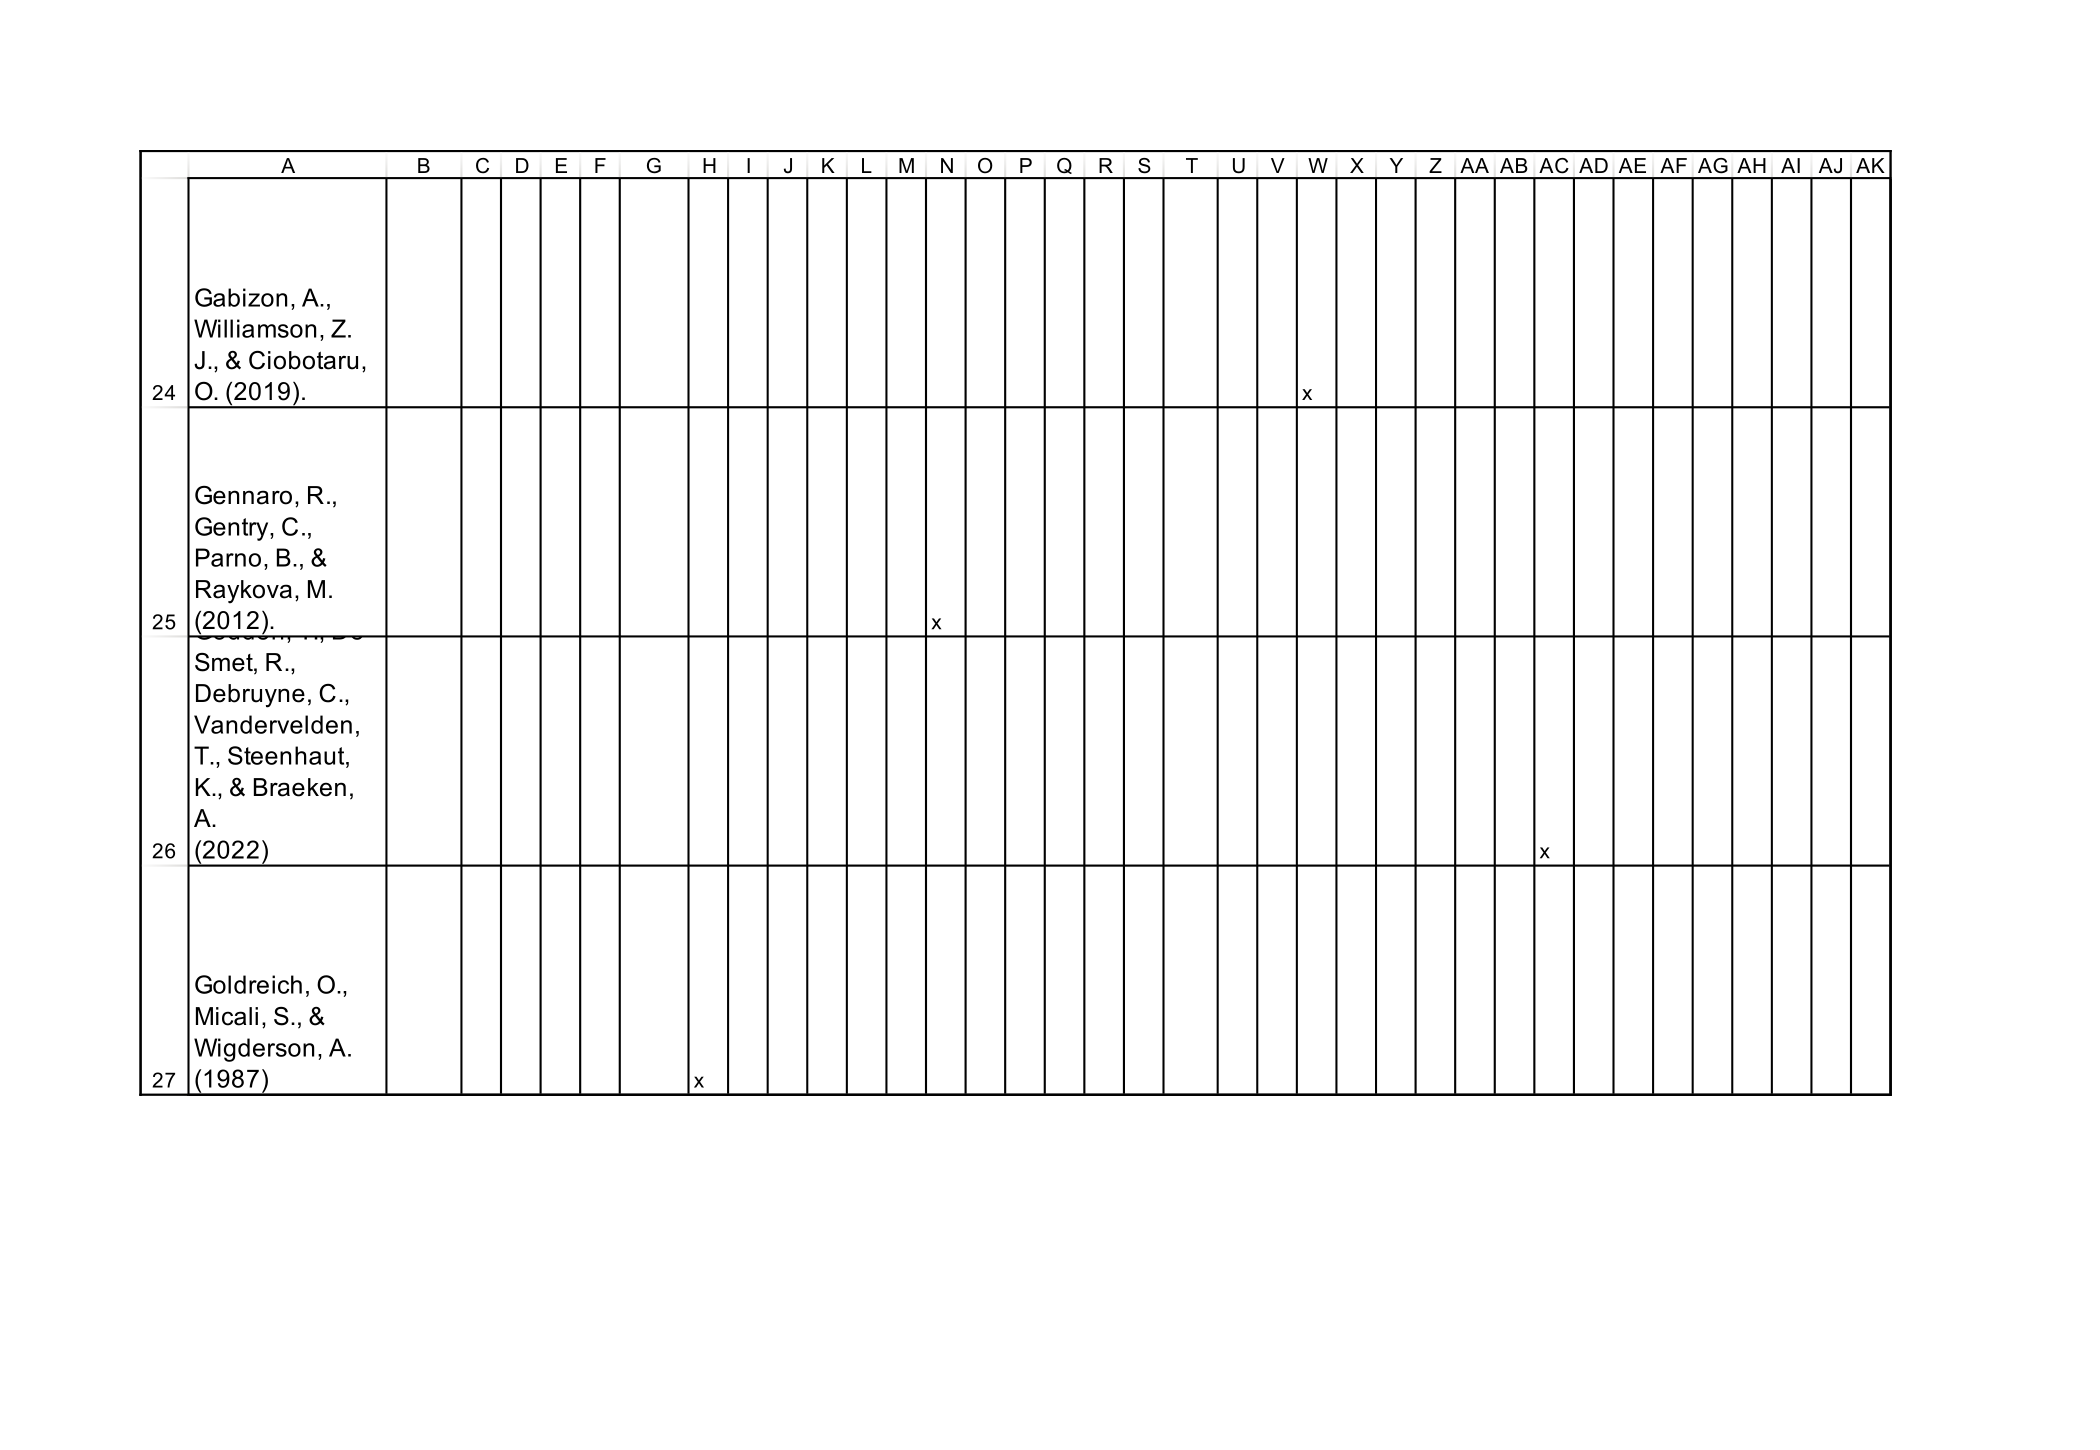 A B C D E F G H I J K L M N O P Q R S T U V W X Y Z AA AB AC AD AE AF AG AH AI AJ AK
Gabizon, A.,
Williamson, Z.
J., & Ciobotaru,
24 O. (2019). x
Gennaro, R.,
Gentry, C.,
Parno, B., &
Raykova, M.
25 (2012). x
Smet, R.,
Debruyne, C.,
Vandervelden,
T., Steenhaut,
K., & Braeken,
A.
26 (2022) x
Goldreich, O.,
Micali, S., &
Wigderson, A.
27 (1987) x